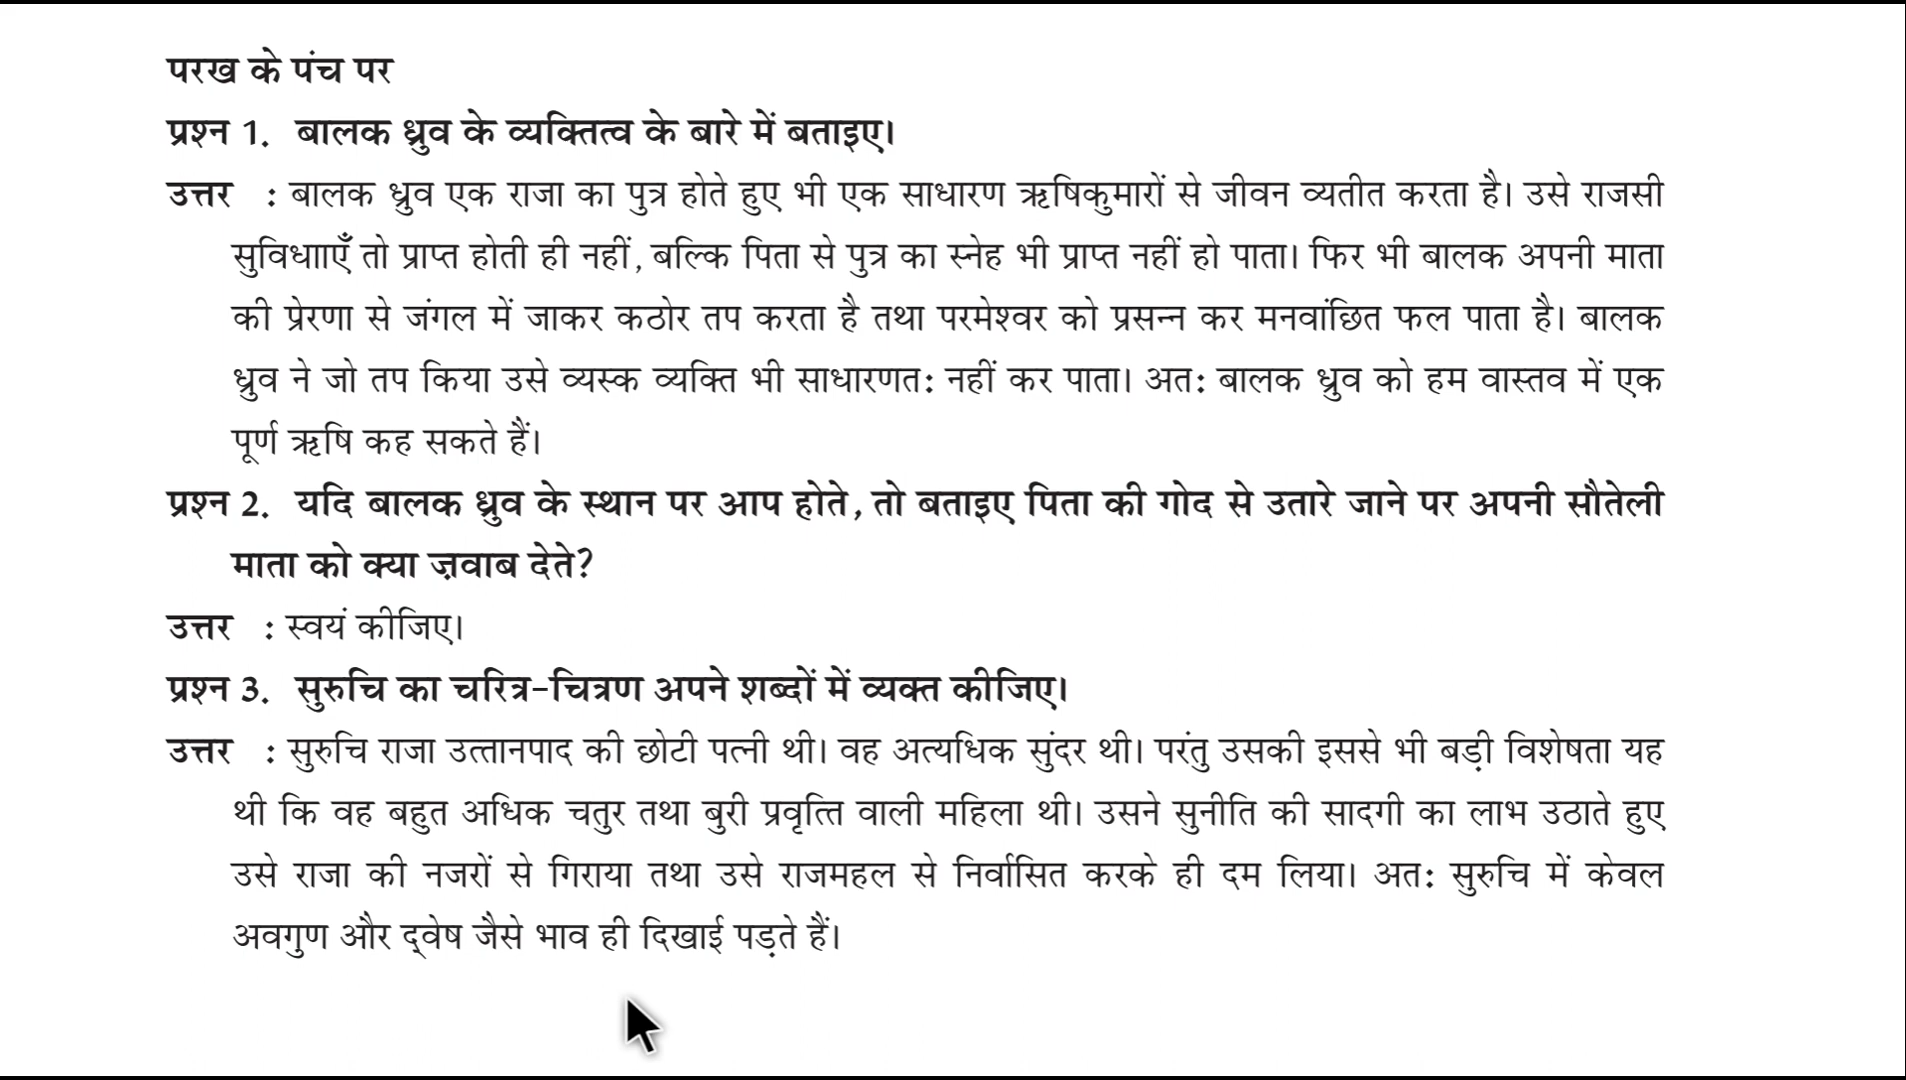 परख के पंच पर
प्रश्न 1. बालक ध्रुव के व्यक्तित्व के बारे में बताइए।
उत्तर : बालक ध्रुव एक राजा का पुत्र होते हुए भी एक साधारण ऋषिकुमारों से जीवन व्यतीत करता है। उसे राजसी
सुविधााएँ तो प्राप्त होती ही नहीं, बल्कि पिता से पुत्र का स्नेह भी प्राप्त नहीं हो पाता। फिर भी बालक अपनी माता
की प्रेरणा से जंगल में जाकर कठोर तप करता है तथा परमेश्वर को प्रसन्न कर मनवांछित फल पाता है। बालक
ध्रुव ने जो तप किया उसे व्यस्क व्यक्ति भी साधारणत: नहीं कर पाता। अत: बालक ध्रुव को हम वास्तव में एक
पूर्ण ऋषि कह सकते हैं।
प्रश्न 2. यदि बालक ध्रुव के स्थान पर आप होते, तो बताइए पिता की गोद से उतारे जाने पर अपनी सौतेली
माता को क्या ज़वाब देते?
उत्तर : स्वयं कीजिए।
प्रश्न 3. सुरुचि का चरित्र-चित्रण अपने शब्दों में व्यक्त कीजिए।
उत्तर : सुरुचि राजा उत्तानपाद की छोटी पत्नी थी। वह अत्यधिक सुंदर थी। परंतु उसकी इससे भी बड़ी विशेषता यह
थी कि वह बहुत अधिक चतुर तथा बुरी प्रवृत्ति वाली महिला थी। उसने सुनीति की सादगी का लाभ उठाते हुए
उसे राजा की नजरों से गिराया तथा उसे राजमहल से निर्वासित करके ही दम लिया। अत: सुरुचि में केवल
अवगुण और द्वेष जैसे भाव ही दिखाई पड़ते हैं।